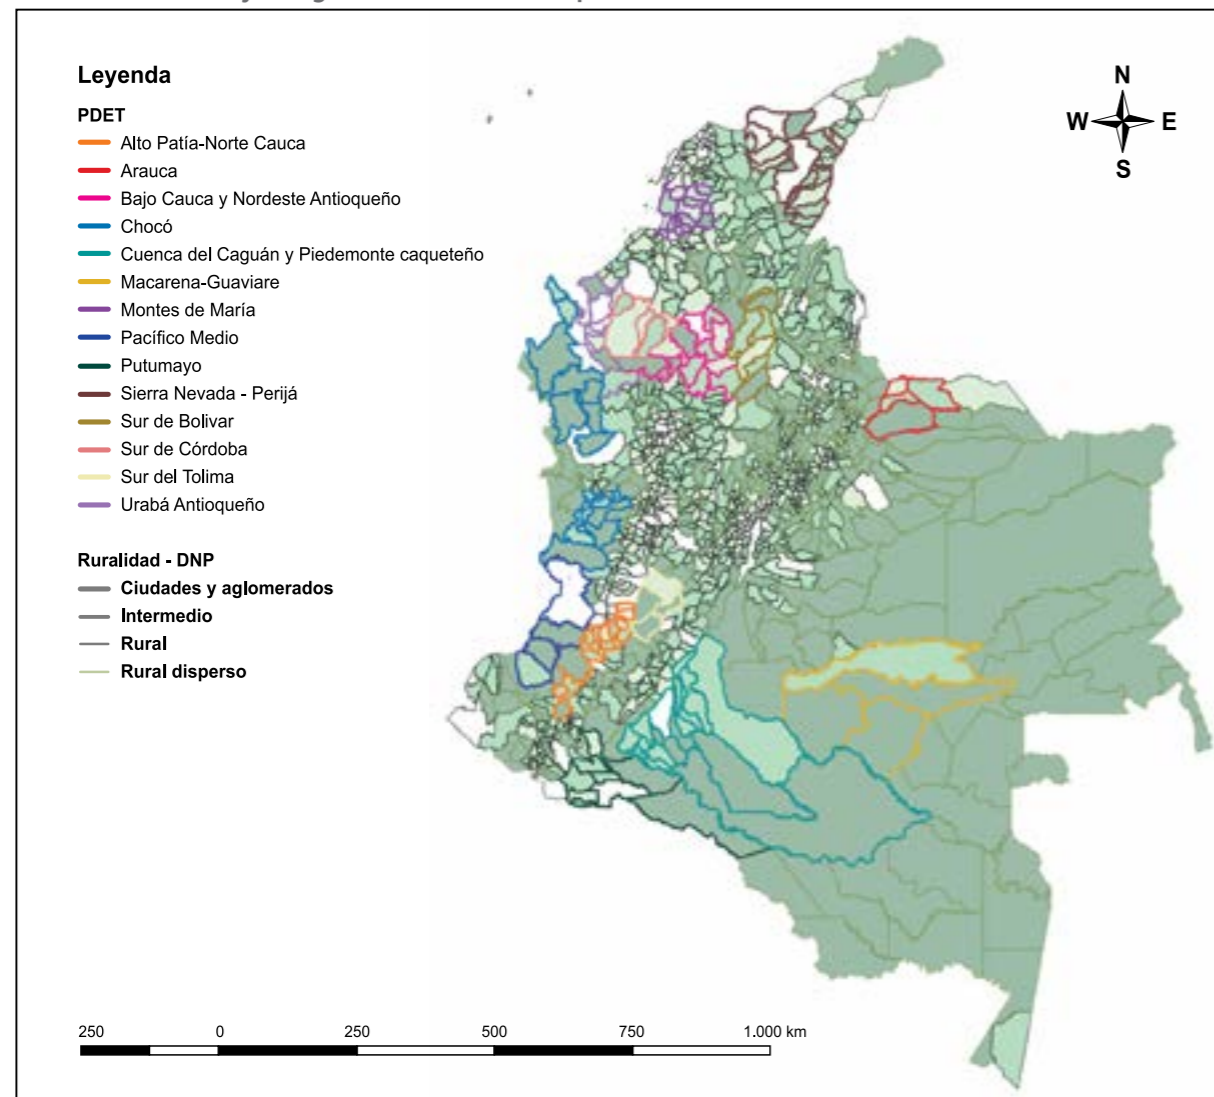 Leyenda
PDET
Alto Patía-Norte Cauca
Arauca
Bajo Cauca y Nordeste Antioqueño
Chocó
Cuenca del Caguán y Piedemonte caqueteño
Macarena-Guaviare
Montes de María
Pacífico Medio
Putumayo
Sierra Nevada - Perijá
Sur de Bolivar
Sur de Córdoba
Sur del Tolima
Urabá Antioqueño
Ruralidad - DNP
Ciudades y aglomerados
Intermedio
Rural
Rural disperso
N
W E
S
250 0 250 500 750 1.000 km